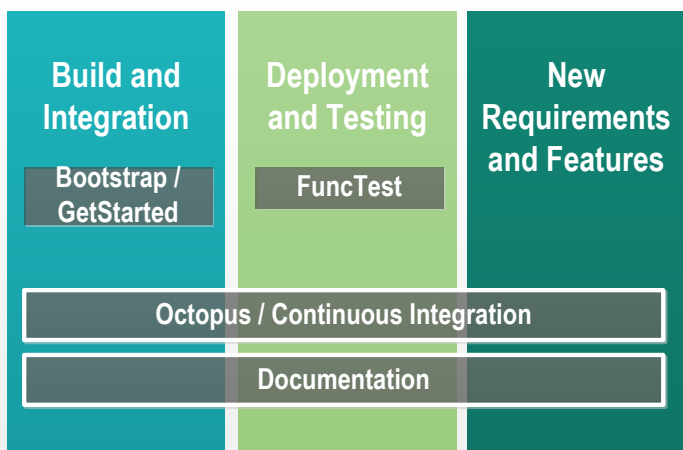 Build and
Integration
Bootstrap /
GetStarted
Deployment
and Testing
FuncTest
New
Requirements
and Features
Octopus / Continuous Integration
Documentation